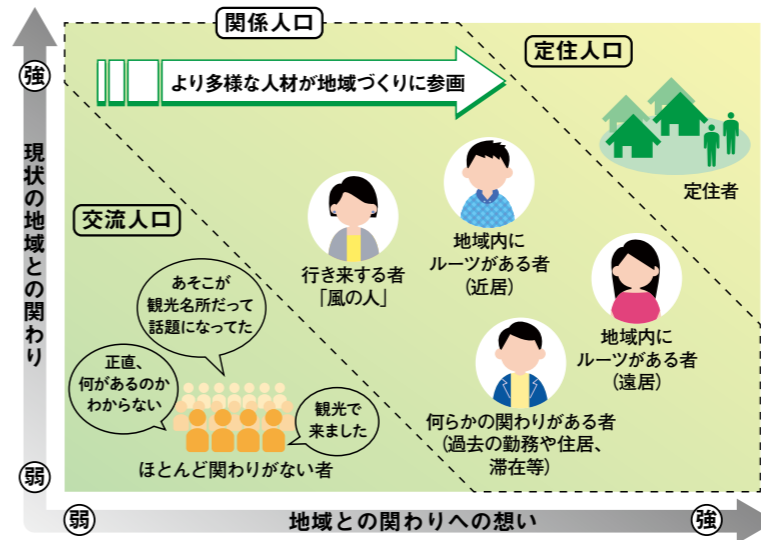 関係人口
定住人口
強
より多様な人材が地域づくりに参画
現状の地域との関わり
定住者
交流人口
地域内に
ルーツがある者
(近居)
行き来する者
「風の人」
あそこが
観光名所だって
話題になってた
地域内に
ルーツがある者
(遠居)
正直、
何があるのか
わからない
観光で
来ました
何らかの関わりがある者
(過去の勤務や住居、
滞在等)
ほとんど関わりがない者
弱
弱
地域との関わりへの想い
強